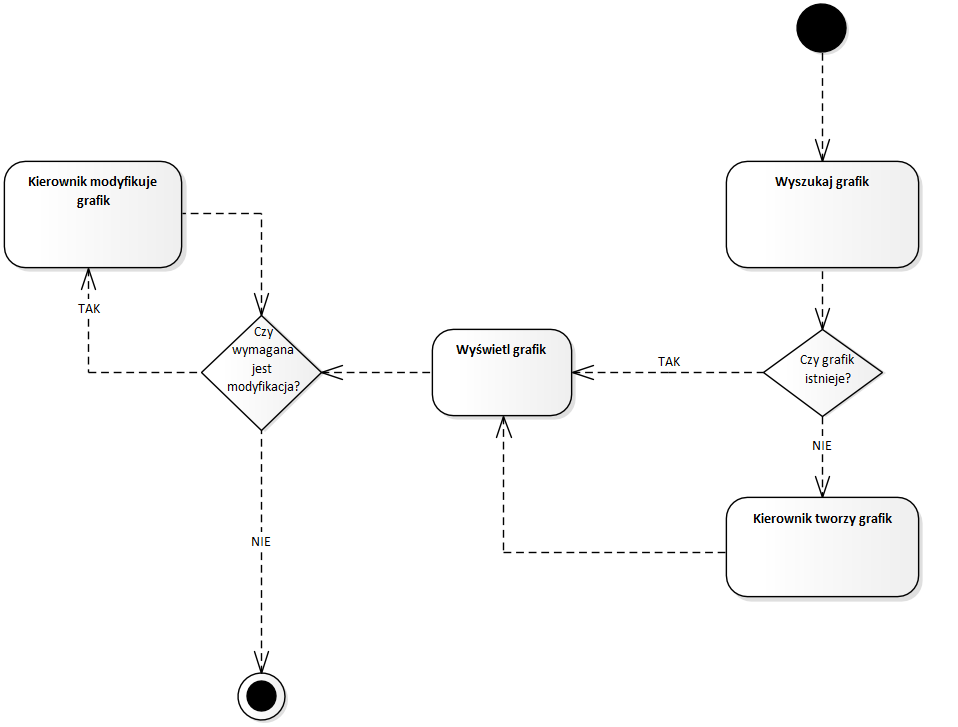 Kierownik modyfikuje
grafik
Wyszukaj grafik
TAK
Czy
wymagana
jest
modyfikacja?
Wyświetl grafik
TAK
Czy grafik
istnieje?
NIE
Kierownik tworzy grafik
NIE